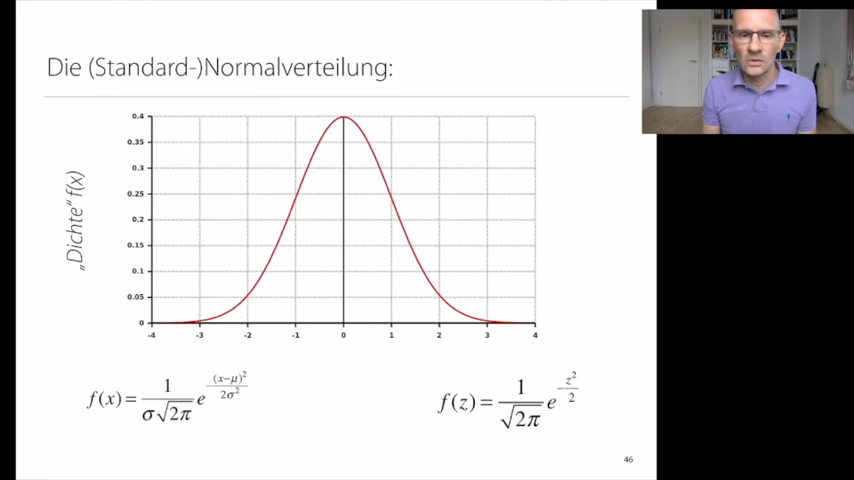 Die (Standard-)Normalverteilung:
„Dichte“ f(x)
0.4
0.35
0.3
0.25
0.2
0.15
0.1
0.05
0
-4 -3 -2 -1 0 1 2 3 4
f(x) = 1/(σ√2π) e^(-(x-μ)²/2σ²)
f(z) = 1/√2π e^(-z²/2)
46